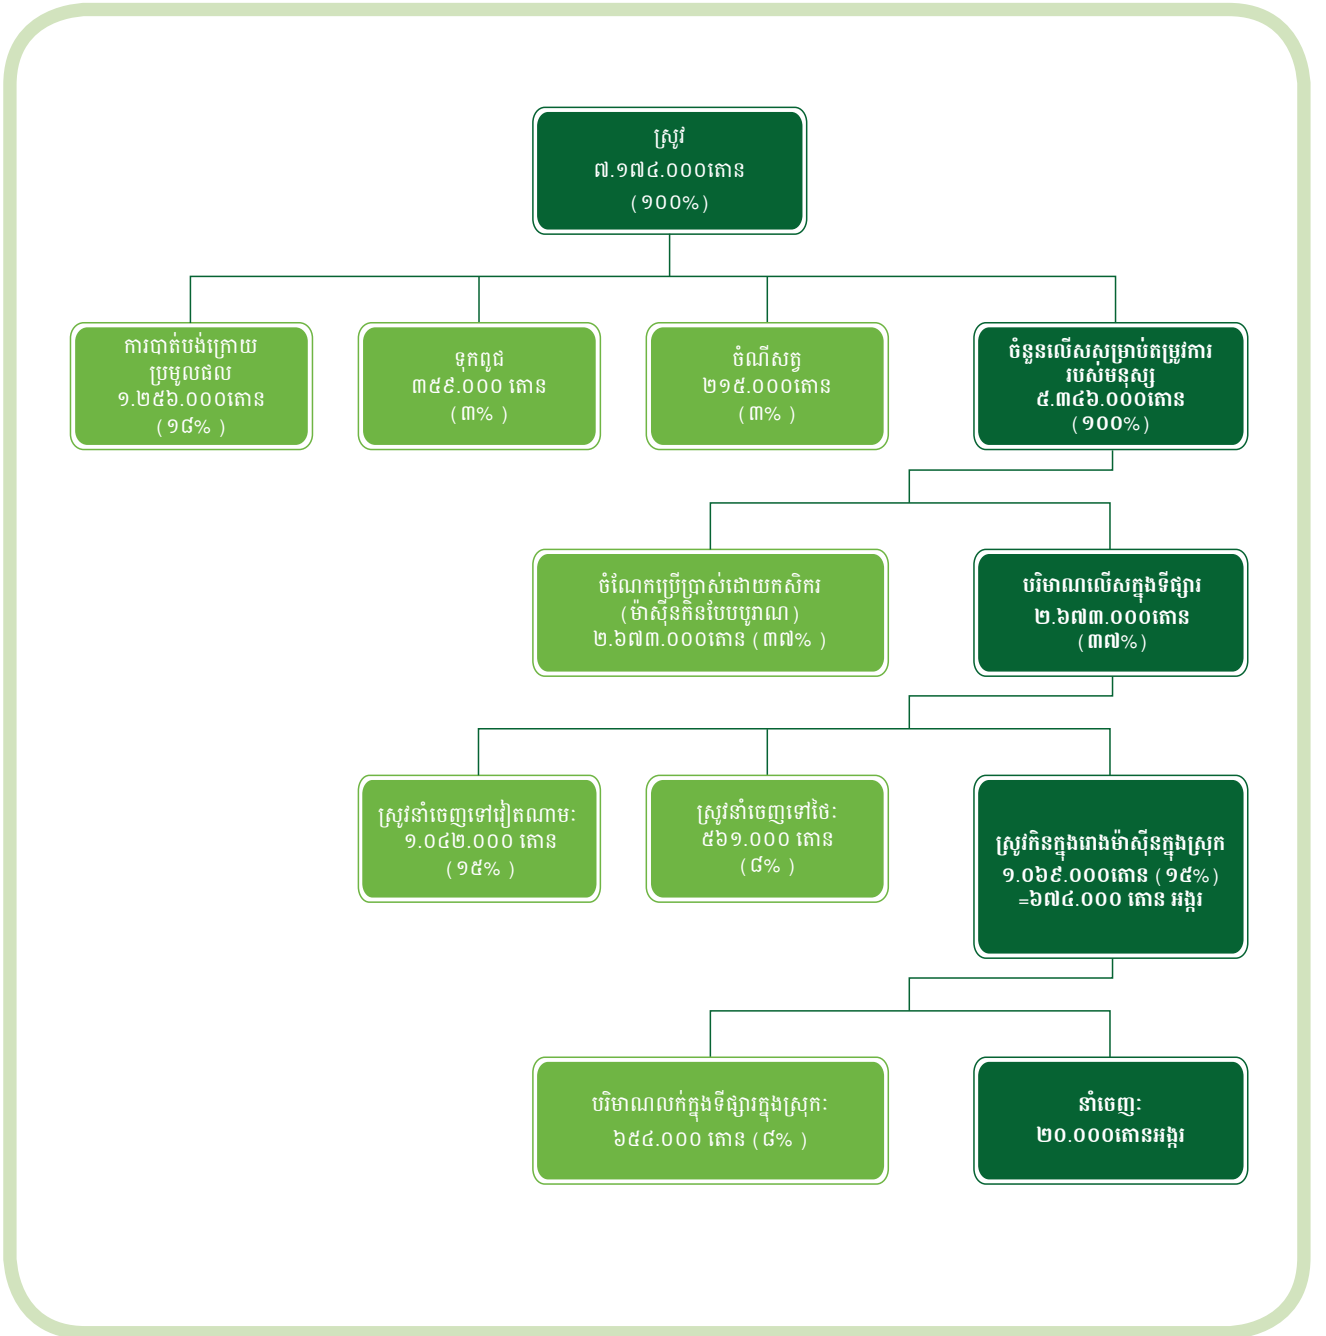 ស្រូវ
៧.១៧៤.០០០តោន
(១០០%)
ការបាត់បង់ក្រោយ
ប្រមូលផល
១.២៥៦.០០០តោន
(១៨% )
ទុកពូជ
៣៥៩.០០០ តោន
(៣% )
ចំណីសត្វ
២១៥.០០០តោន
(៣% )
ចំនួនលើសសម្រាប់តម្រូវការ
របស់មនុស្ស
៥.៣៤៦.០០០តោន
(១០០%)
ចំណែកប្រើប្រាស់ដោយកសិករ
(ម៉ាស៊ីនកិនបែបបូរាណ)
២.៦៧៣.០០០តោន (៣៧% )
បរិមាណលើសក្នុងទីផ្សារ
២.៦៧៣.០០០តោន
(៣៧%)
ស្រូវនាំចេញទៅវៀតណាមៈ
១.០៤២.០០០ តោន
(១៥% )
ស្រូវនាំចេញទៅថៃៈ
៥៦១.០០០ តោន
(៨% )
ស្រូវកិនក្នុងរោងម៉ាស៊ីនក្នុងស្រុក
១.០៦៩.០០០តោន (១៥%)
=៦៧៤.០០០ តោន អង្ករ
បរិមាណលក់ក្នុងទីផ្សារក្នុងស្រុកៈ
៦៥៤.០០០ តោន (៨% )
នាំចេញៈ
២០.០០០តោនអង្ករ